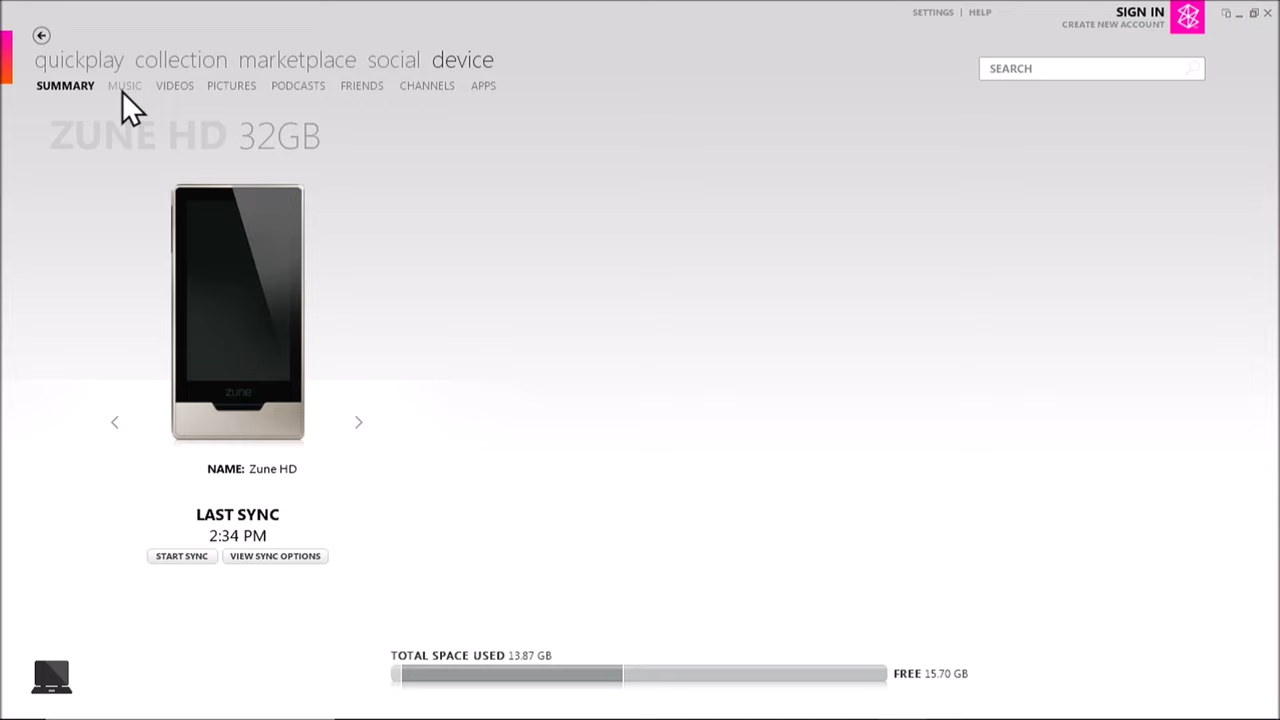 SETTINGS | HELP
SIGN IN
CREATE NEW ACCOUNT
quickplay collection marketplace social device
SEARCH
SUMMARY MUSIC VIDEOS PICTURES PODCASTS FRIENDS CHANNELS APPS
ZUNE HD 32GB
zune
NAME: Zune HD
LAST SYNC
2:34 PM
START SYNC VIEW SYNC OPTIONS
TOTAL SPACE USED 13.87 GB
FREE 15.70 GB